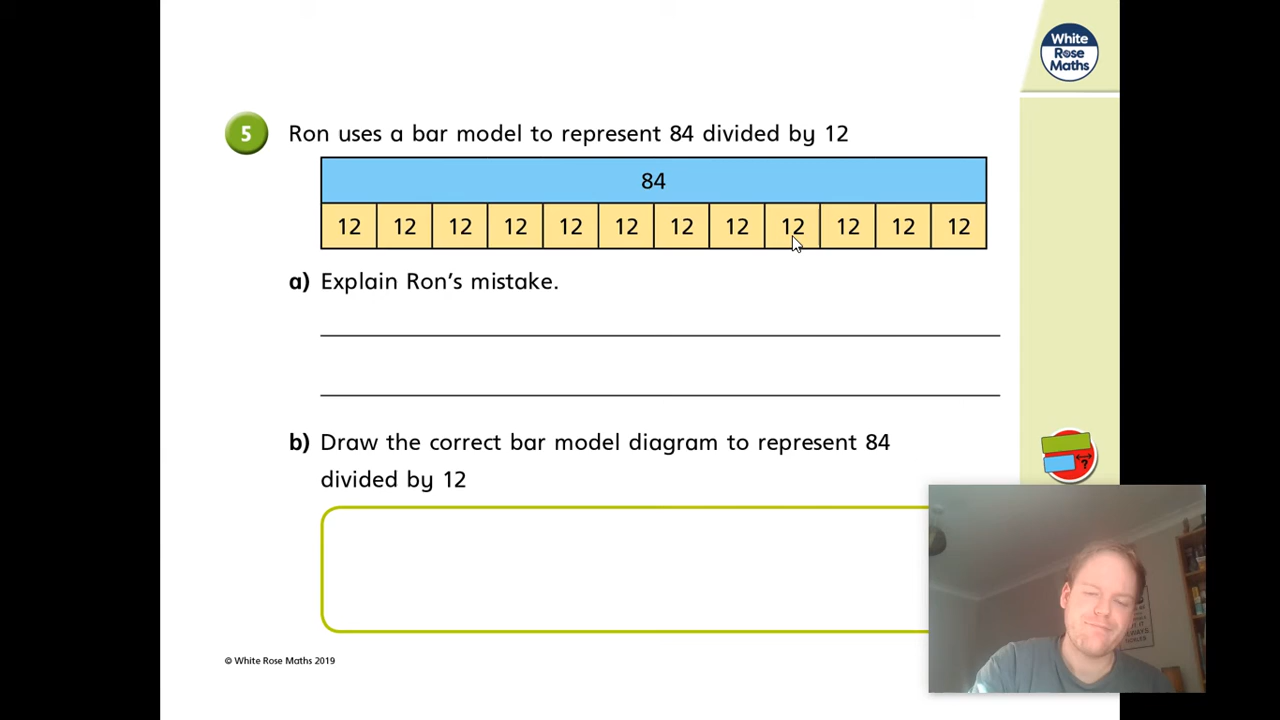 White
Rose
Maths
5
Ron uses a bar model to represent 84 divided by 12
84
12 12 12 12 12 12 12 12 12 12 12 12
a) Explain Ron's mistake.
b) Draw the correct bar model diagram to represent 84
divided by 12
?
© White Rose Maths 2019